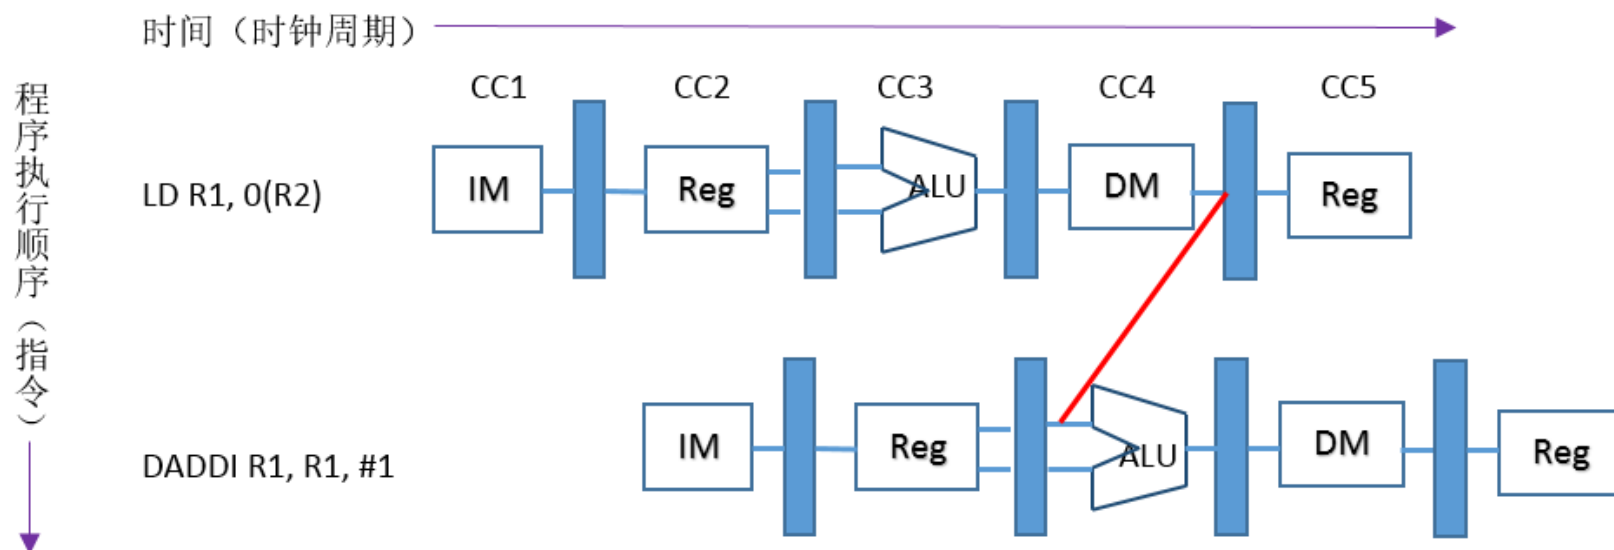 时间（时钟周期）
程序执行顺序（指令）
CC1 CC2 CC3 CC4 CC5
LD R1, 0(R2)
IM Reg ALU DM Reg
DADDI R1, R1, #1
IM Reg ALU DM Reg